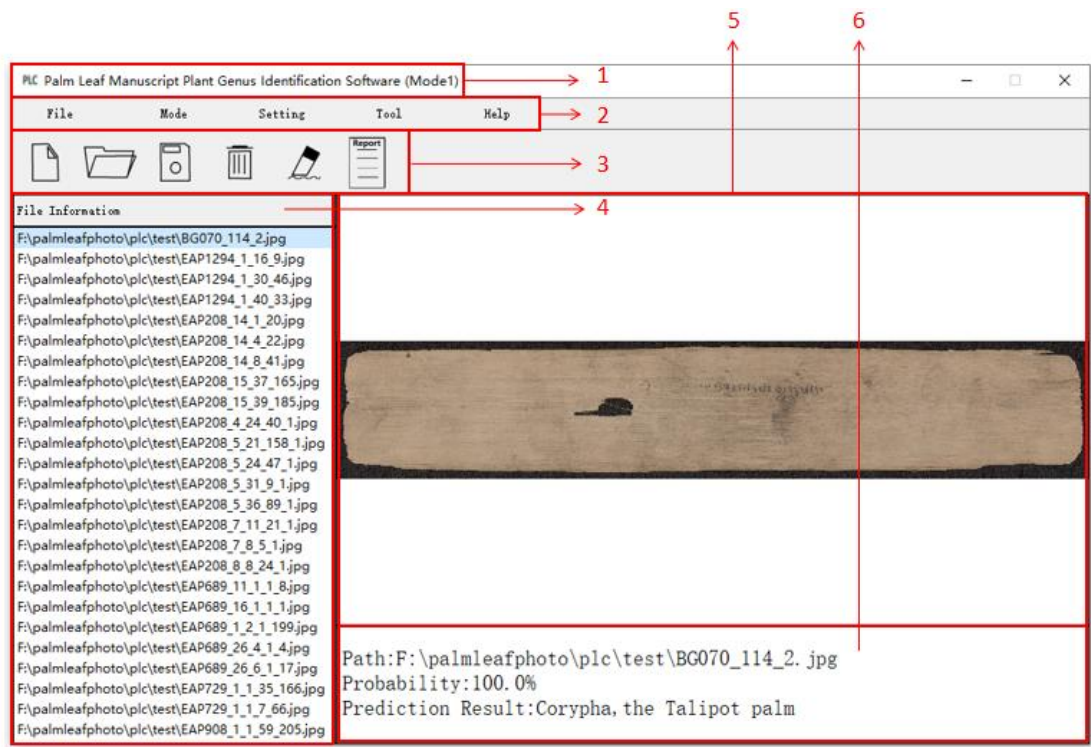 5 6
PLC Palm Leaf Manuscript Plant Genus Identification Software (Mode1) 1
File Mode Setting Tool Help 2
Report
3
File Information 4
F:\palmleafphoto\plc\test\BG070_114_2.jpg
F:\palmleafphoto\plc\test\EAP1294_1_16_9.jpg
F:\palmleafphoto\plc\test\EAP1294_1_30_46.jpg
F:\palmleafphoto\plc\test\EAP1294_1_40_33.jpg
F:\palmleafphoto\plc\test\EAP208_14_1_20.jpg
F:\palmleafphoto\plc\test\EAP208_14_4_22.jpg
F:\palmleafphoto\plc\test\EAP208_14_8_41.jpg
F:\palmleafphoto\plc\test\EAP208_15_37_165.jpg
F:\palmleafphoto\plc\test\EAP208_15_39_185.jpg
F:\palmleafphoto\plc\test\EAP208_4_24_40_1.jpg
F:\palmleafphoto\plc\test\EAP208_5_21_158_1.jpg
F:\palmleafphoto\plc\test\EAP208_5_24_47_1.jpg
F:\palmleafphoto\plc\test\EAP208_5_31_9_1.jpg
F:\palmleafphoto\plc\test\EAP208_5_36_89_1.jpg
F:\palmleafphoto\plc\test\EAP208_7_11_21_1.jpg
F:\palmleafphoto\plc\test\EAP208_7_8_5_1.jpg
F:\palmleafphoto\plc\test\EAP208_8_8_24_1.jpg
F:\palmleafphoto\plc\test\EAP689_11_1_1_8.jpg
F:\palmleafphoto\plc\test\EAP689_16_1_1_1.jpg
F:\palmleafphoto\plc\test\EAP689_1_2_1_199.jpg
F:\palmleafphoto\plc\test\EAP689_26_4_1_4.jpg
F:\palmleafphoto\plc\test\EAP689_26_6_1_17.jpg
F:\palmleafphoto\plc\test\EAP729_1_1_35_166.jpg
F:\palmleafphoto\plc\test\EAP729_1_1_7_66.jpg
F:\palmleafphoto\plc\test\EAP908_1_1_59_205.jpg
Path:F:\palmleafphoto\plc\test\BG070_114_2. jpg
Probability:100.0%
Prediction Result:Corypha, the Talipot palm